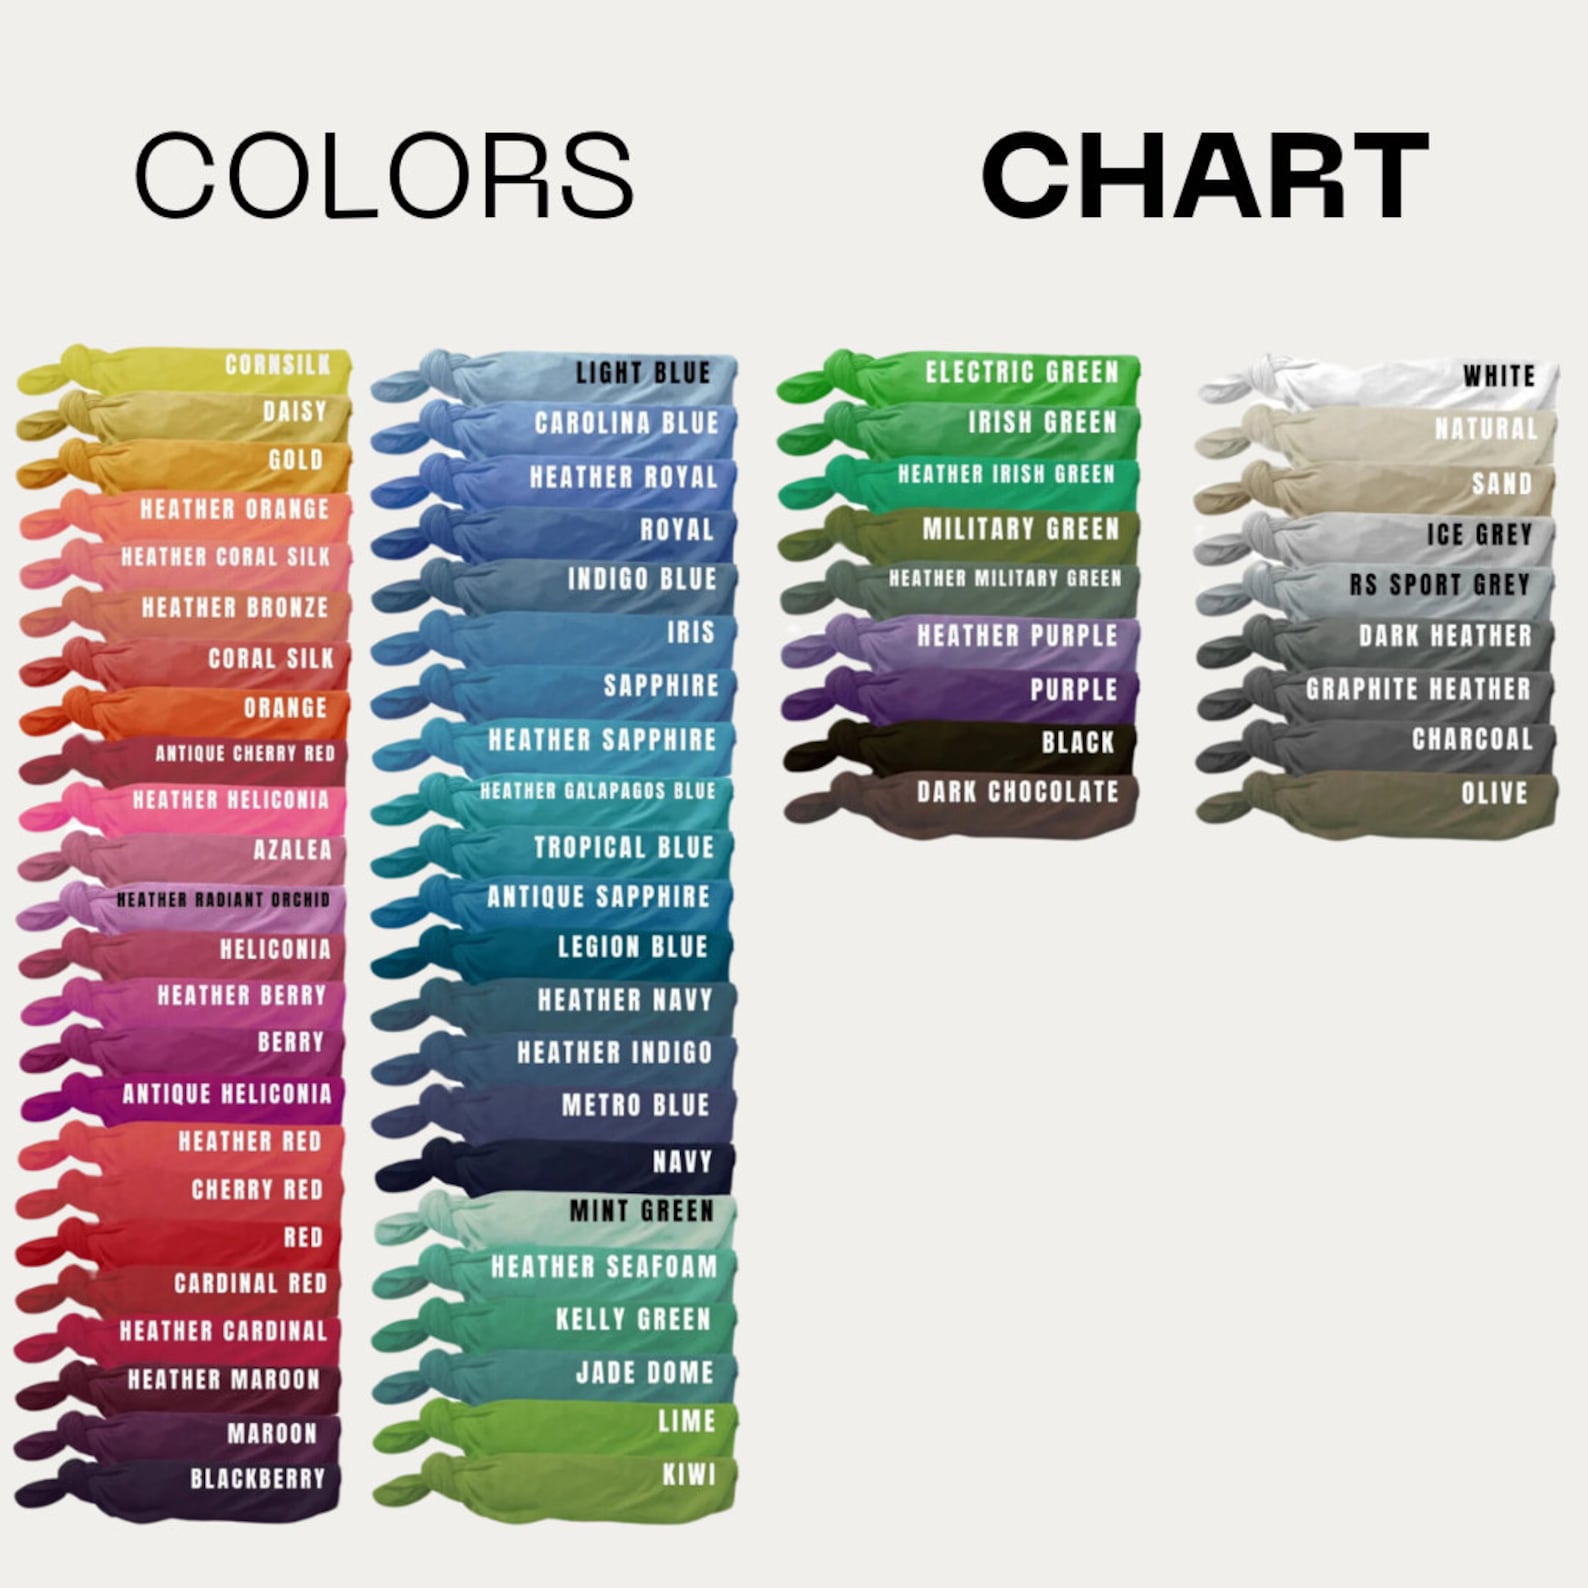 COLORS CHART
CORNSILK
DAISY
GOLD
HEATHER ORANGE
HEATHER CORAL SILK
HEATHER BRONZE
CORAL SILK
ORANGE
ANTIQUE CHERRY RED
HEATHER HELICONIA
AZALEA
HEATHER RADIANT ORCHID
HELICONIA
HEATHER BERRY
BERRY
ANTIQUE HELICONIA
HEATHER RED
CHERRY RED
RED
CARDINAL RED
HEATHER CARDINAL
HEATHER MAROON
MAROON
BLACKBERRY
LIGHT BLUE
CAROLINA BLUE
HEATHER ROYAL
ROYAL
INDIGO BLUE
IRIS
SAPPHIRE
HEATHER SAPPHIRE
HEATHER GALAPAGOS BLUE
TROPICAL BLUE
ANTIQUE SAPPHIRE
LEGION BLUE
HEATHER NAVY
HEATHER INDIGO
METRO BLUE
NAVY
MINT GREEN
HEATHER SEAFOAM
KELLY GREEN
JADE DOME
LIME
KIWI
ELECTRIC GREEN
IRISH GREEN
HEATHER IRISH GREEN
MILITARY GREEN
HEATHER MILITARY GREEN
HEATHER PURPLE
PURPLE
BLACK
DARK CHOCOLATE
WHITE
NATURAL
SAND
ICE GREY
RS SPORT GREY
DARK HEATHER
GRAPHITE HEATHER
CHARCOAL
OLIVE